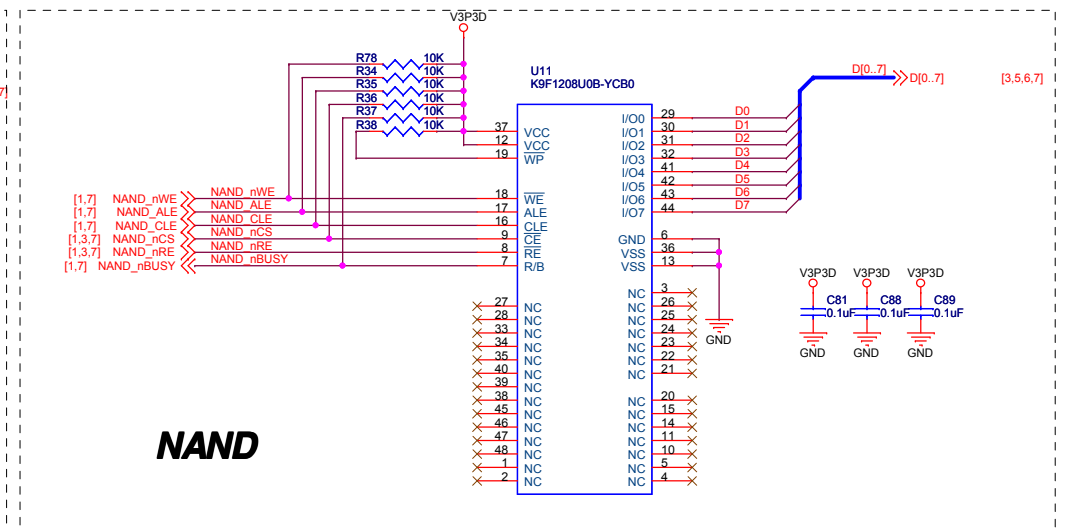 V3P3D
R78 10K
R34 10K
R35 10K
R36 10K
R37 10K
R38 10K
U11
K9F1208U0B-YCB0
D[0..7]
D[0..7]
[3,5,6,7]
7]
37 VCC
12 VCC
19 WP
18 WE
17 ALE
16 CLE
9 CE
8 RE
7 R/B
[1,7] NAND_nWE NAND_nWE
[1,7] NAND_ALE NAND_ALE
[1,7] NAND_CLE NAND_CLE
[1,3,7] NAND_nCS NAND_nCS
[1,3,7] NAND_nRE NAND_nRE
[1,7] NAND_nBUSY NAND_nBUSY
27 NC
28 NC
33 NC
34 NC
35 NC
40 NC
39 NC
38 NC
45 NC
46 NC
47 NC
48 NC
1 NC
2 NC
I/O0 29 D0
I/O1 30 D1
I/O2 31 D2
I/O3 32 D3
I/O4 41 D4
I/O5 42 D5
I/O6 43 D6
I/O7 44 D7
GND 6
VSS 36
VSS 13
NC 3
NC 26
NC 25
NC 24
NC 23
NC 22
NC 21
NC 20
NC 15
NC 14
NC 11
NC 10
NC 5
NC 4
GND
V3P3D V3P3D V3P3D
C81 C88 C89
0.1uF 0.1uF 0.1uF
GND GND GND
NAND